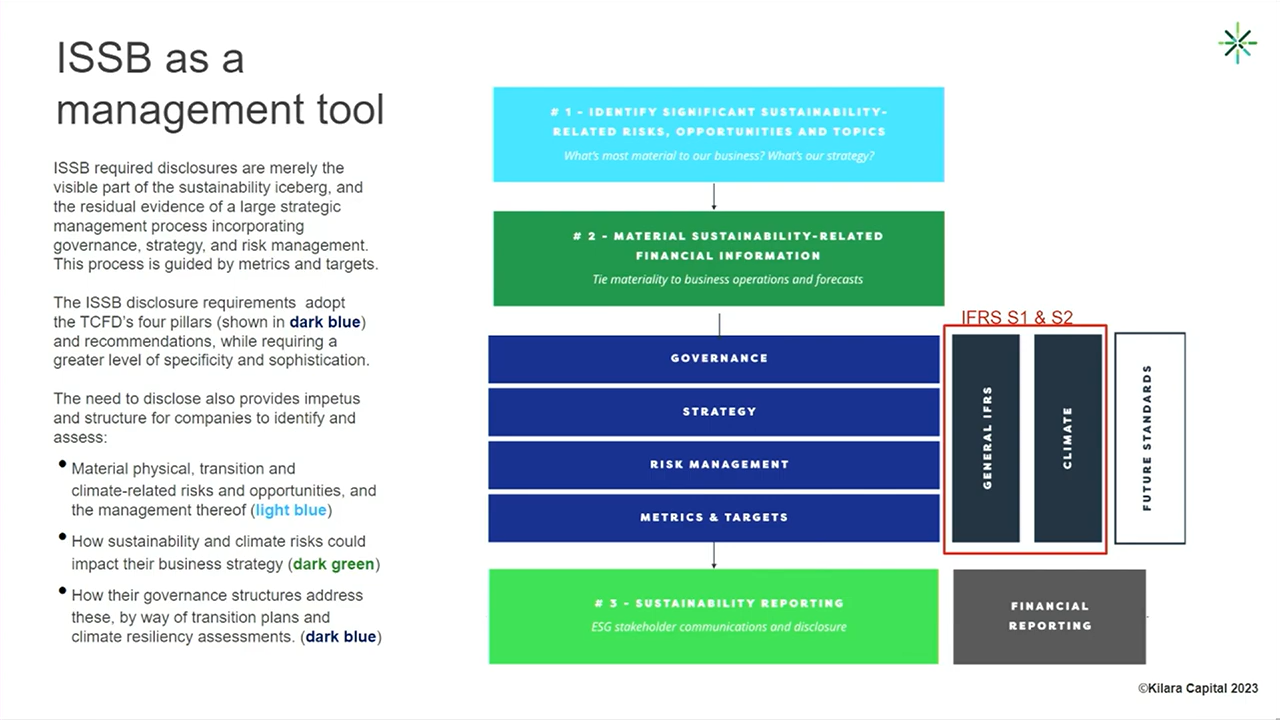 ISSB as a
management tool
ISSB required disclosures are merely the
visible part of the sustainability iceberg, and
the residual evidence of a large strategic
management process incorporating
governance, strategy, and risk management.
This process is guided by metrics and targets.
The ISSB disclosure requirements  adopt
the TCFD's four pillars (shown in dark blue)
and recommendations, while requiring a
greater level of specificity and sophistication.
The need to disclose also provides impetus
and structure for companies to identify and
assess:
• Material physical, transition and
climate-related risks and opportunities, and
the management thereof (light blue)
• How sustainability and climate risks could
impact their business strategy (dark green)
• How their governance structures address
these, by way of transition plans and
climate resiliency assessments. (dark blue)
# 1 - IDENTIFY SIGNIFICANT SUSTAINABILITY-
RELATED RISKS, OPPORTUNITIES AND TOPICS
What's most material to our business? What's our strategy?
# 2 - MATERIAL SUSTAINABILITY-RELATED
FINANCIAL INFORMATION
Tie materiality to business operations and forecasts
IFRS S1 & S2
GOVERNANCE
STRATEGY
RISK MANAGEMENT
METRICS & TARGETS
GENERAL IFRS
CLIMATE
FUTURE STANDARDS
# 3 - SUSTAINABILITY REPORTING
ESG stakeholder communications and disclosure
FINANCIAL
REPORTING
©Kilara Capital 2023